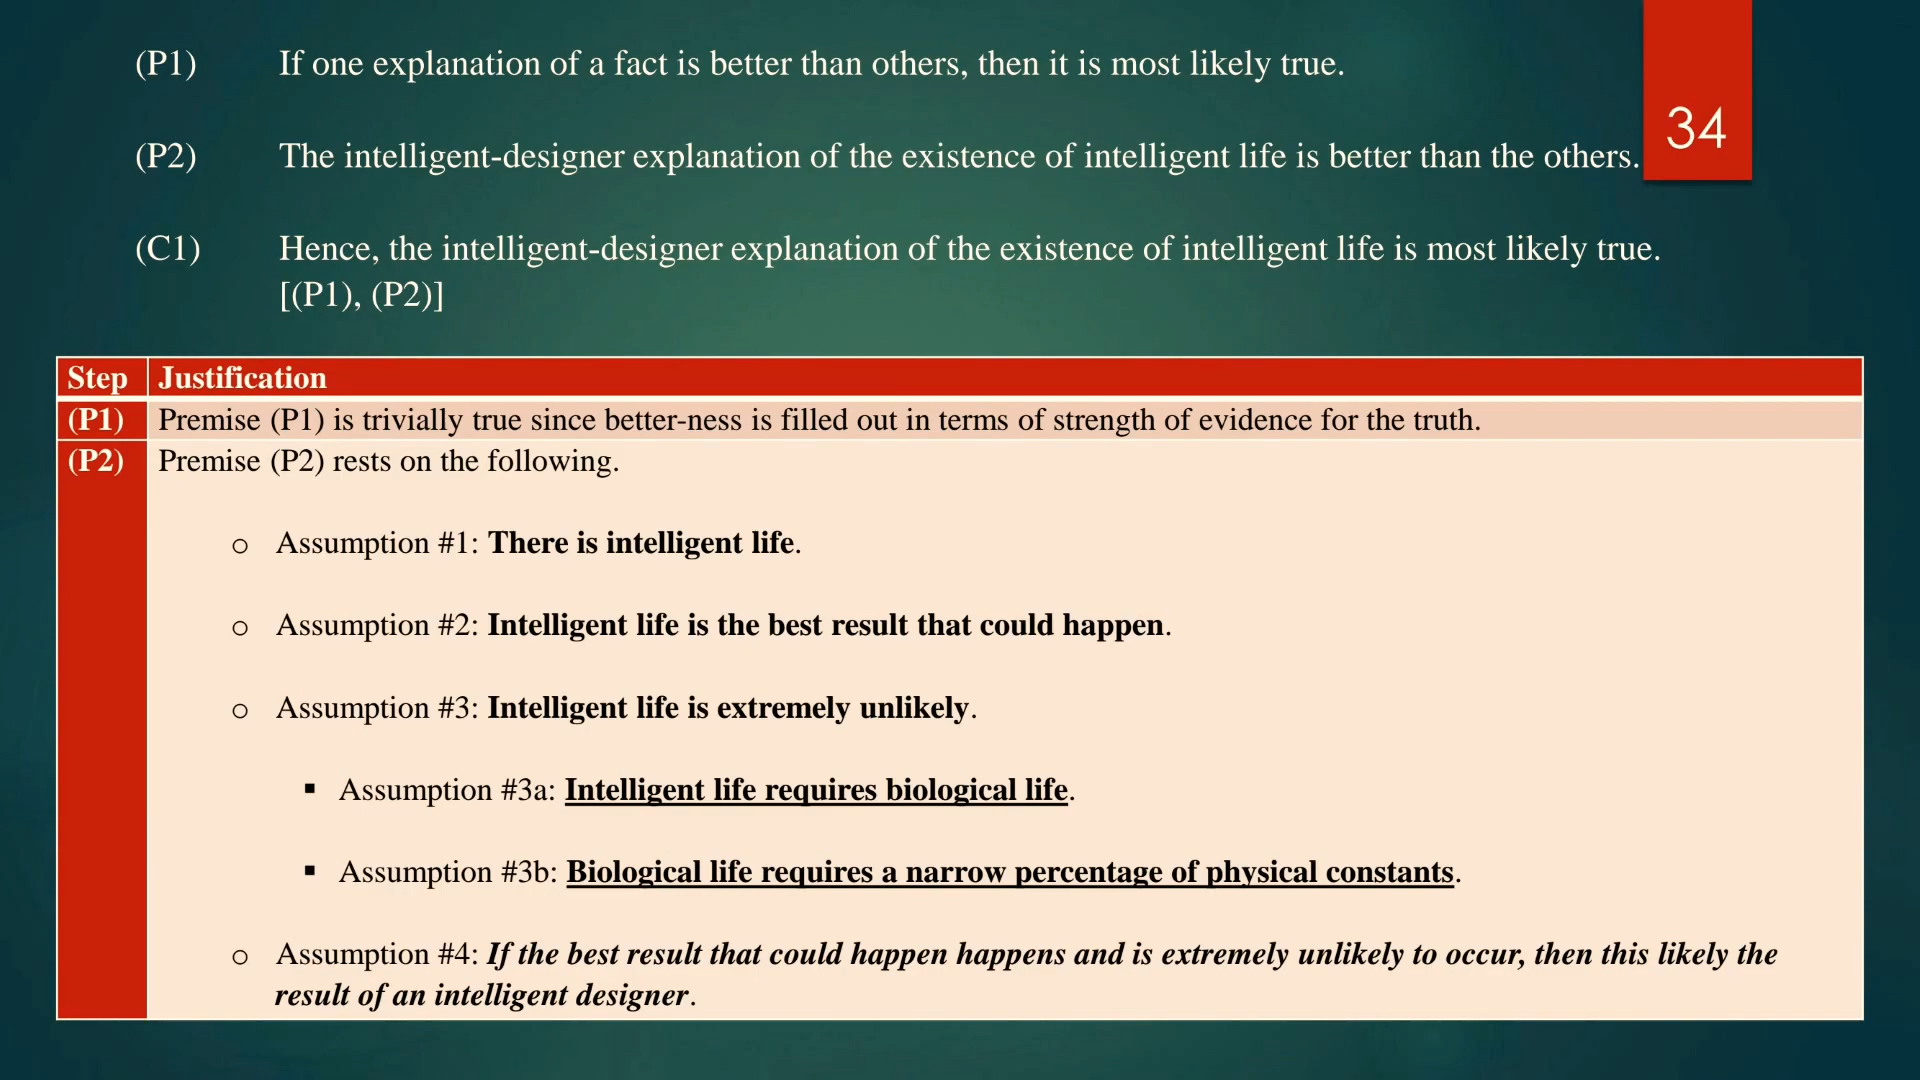 (P1) If one explanation of a fact is better than others, then it is most likely true.
34
(P2) The intelligent-designer explanation of the existence of intelligent life is better than the others.
(C1) Hence, the intelligent-designer explanation of the existence of intelligent life is most likely true.
[(P1), (P2)]
Step Justification
(P1) Premise (P1) is trivially true since better-ness is filled out in terms of strength of evidence for the truth.
(P2) Premise (P2) rests on the following.
o Assumption #1: There is intelligent life.
o Assumption #2: Intelligent life is the best result that could happen.
o Assumption #3: Intelligent life is extremely unlikely.
▪ Assumption #3a: Intelligent life requires biological life.
▪ Assumption #3b: Biological life requires a narrow percentage of physical constants.
o Assumption #4: If the best result that could happen happens and is extremely unlikely to occur, then this likely the
result of an intelligent designer.